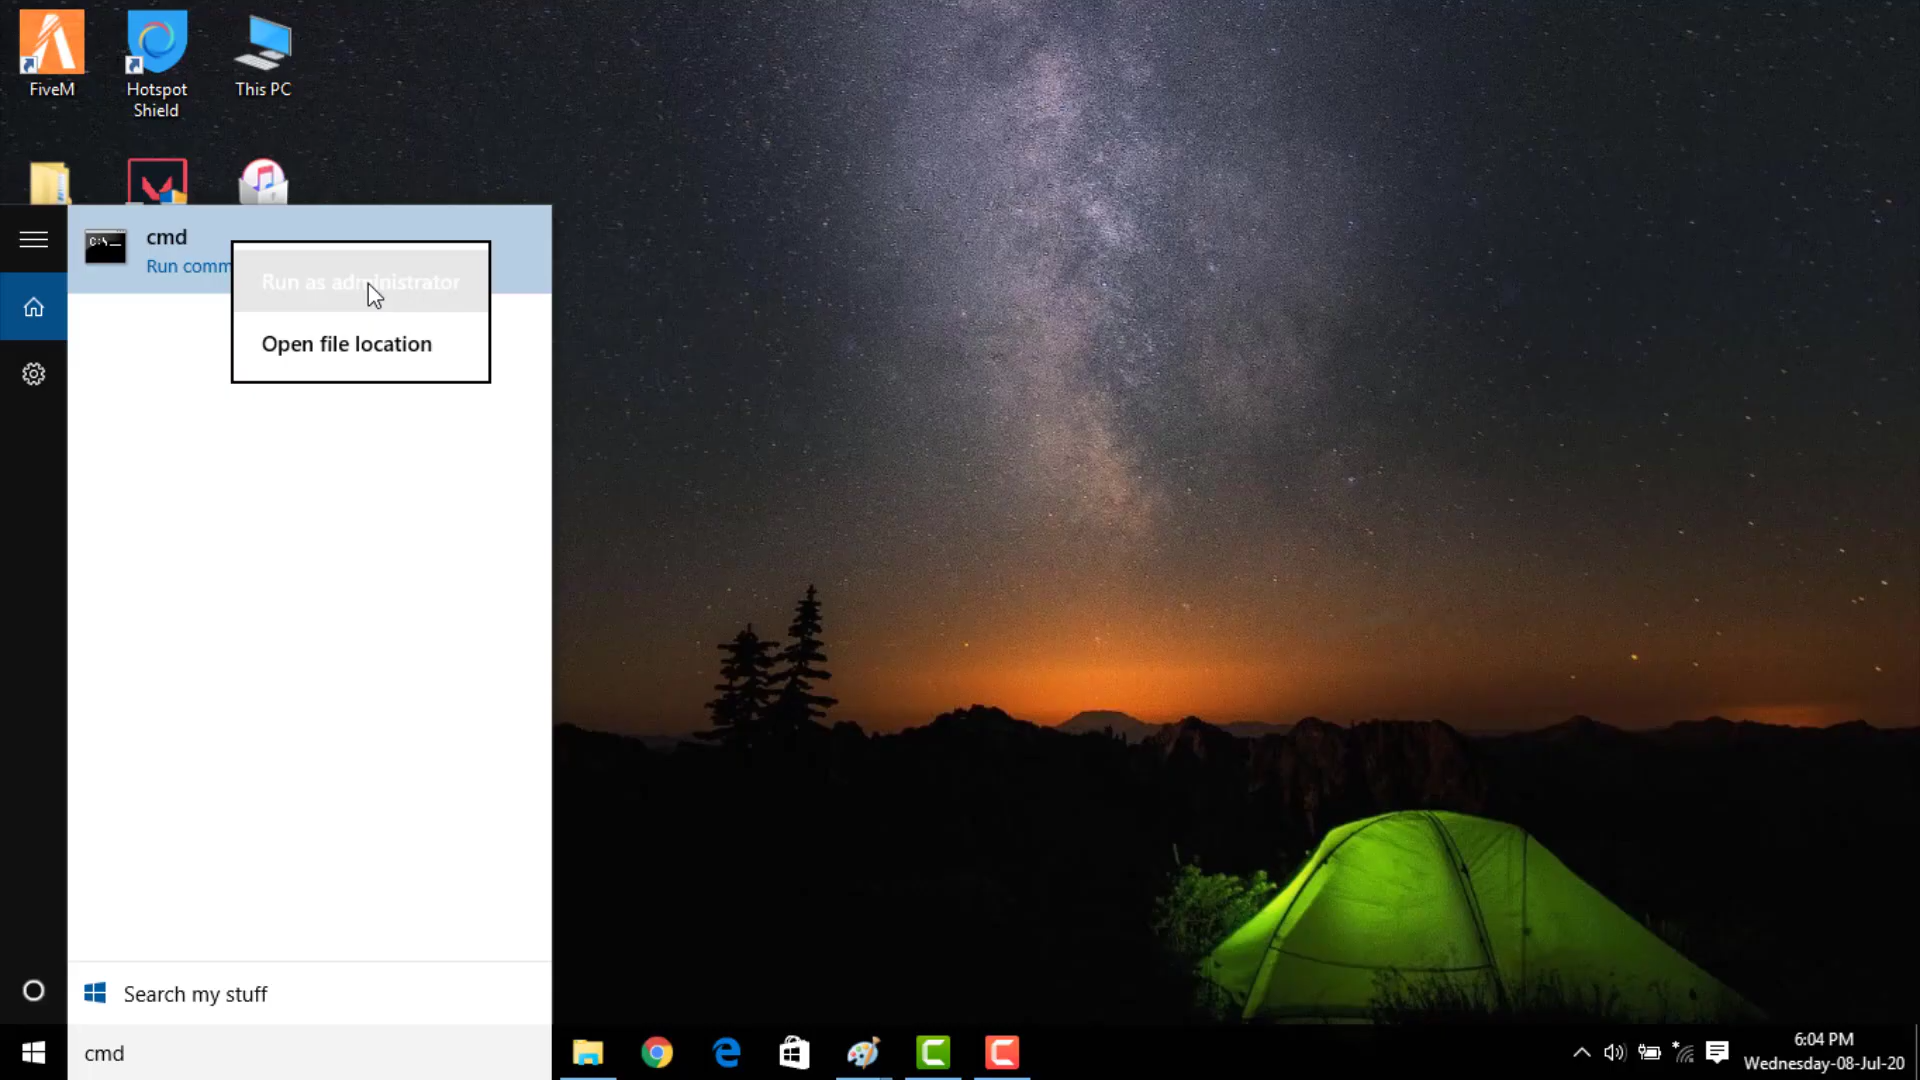 FiveM
Hotspot
Shield
This PC
cmd
Run comm
Run as administrator
Open file location
Search my stuff
cmd
6:04 PM
Wednesday-08-Jul-20